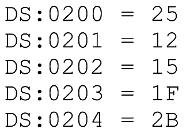 DS:0200 = 25
DS:0201 = 12
DS:0202 = 15
DS:0203 = 1F
DS:0204 = 2B